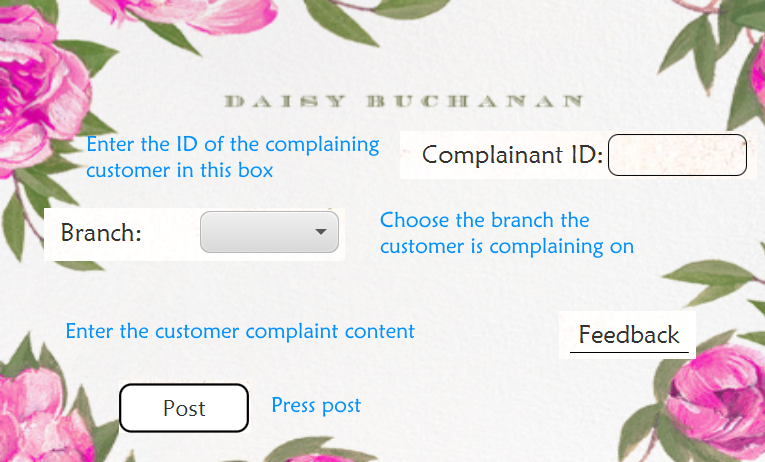 DAISY BUCHANAN
Enter the ID of the complaining
customer in this box
Complainant ID:
Branch:
Choose the branch the
customer is complaining on
Enter the customer complaint content
Feedback
Post
Press post